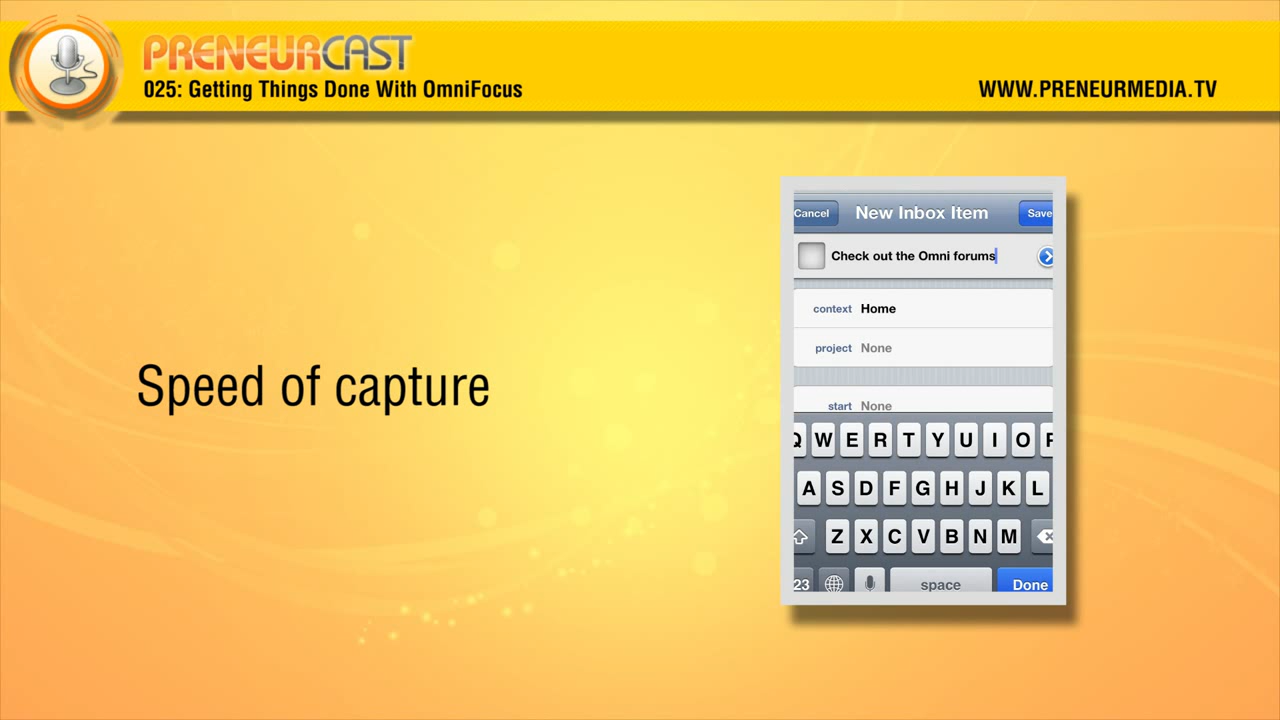 PRENEURCAST
025: Getting Things Done With OmniFocus
WWW.PRENEURMEDIA.TV
Speed of capture
Cancel New Inbox Item Save
Check out the Omni forums
context Home
project None
start None
Q W E R T Y U I O P
A S D F G H J K L
Z X C V B N M
23 space Done